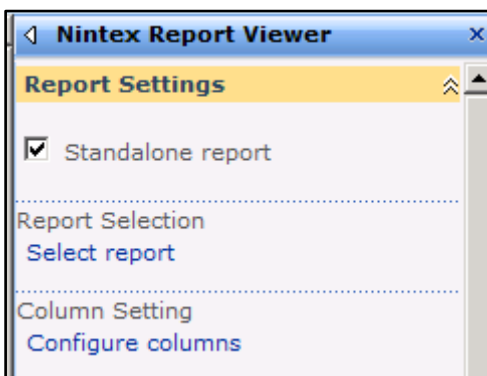 Nintex Report Viewer
Report Settings
Standalone report
Report Selection
Select report
Column Setting
Configure columns